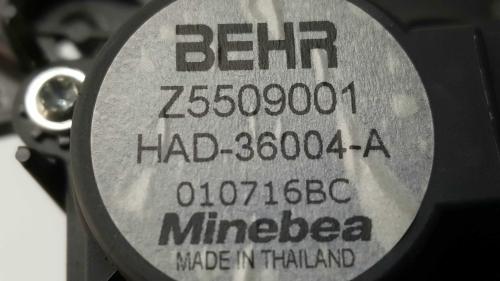 BEHR
Z5509001
HAD-36004-A
010716BC
Minebea
MADE IN THAILAND